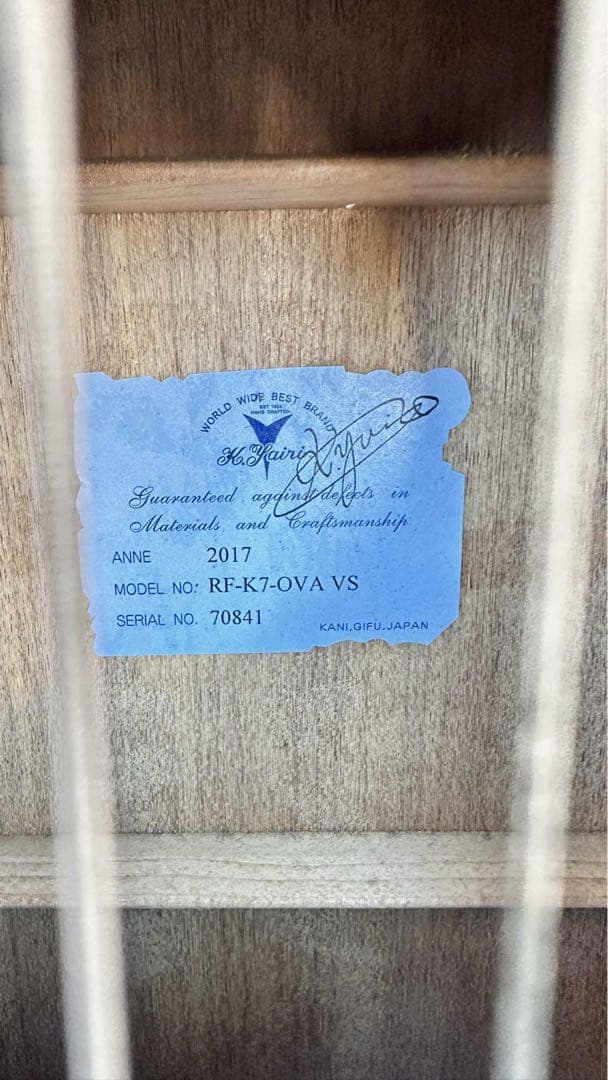 WORLD WIDE BEST BRAND
EST 1935
HAND CRAFTED
K.Yairi
K.Yairi
Guaranteed against defects in
Materials and Craftsmanship
ANNE 2017
MODEL NO. RF-K7-OVA VS
SERIAL NO. 70841
KANI,GIFU.JAPAN